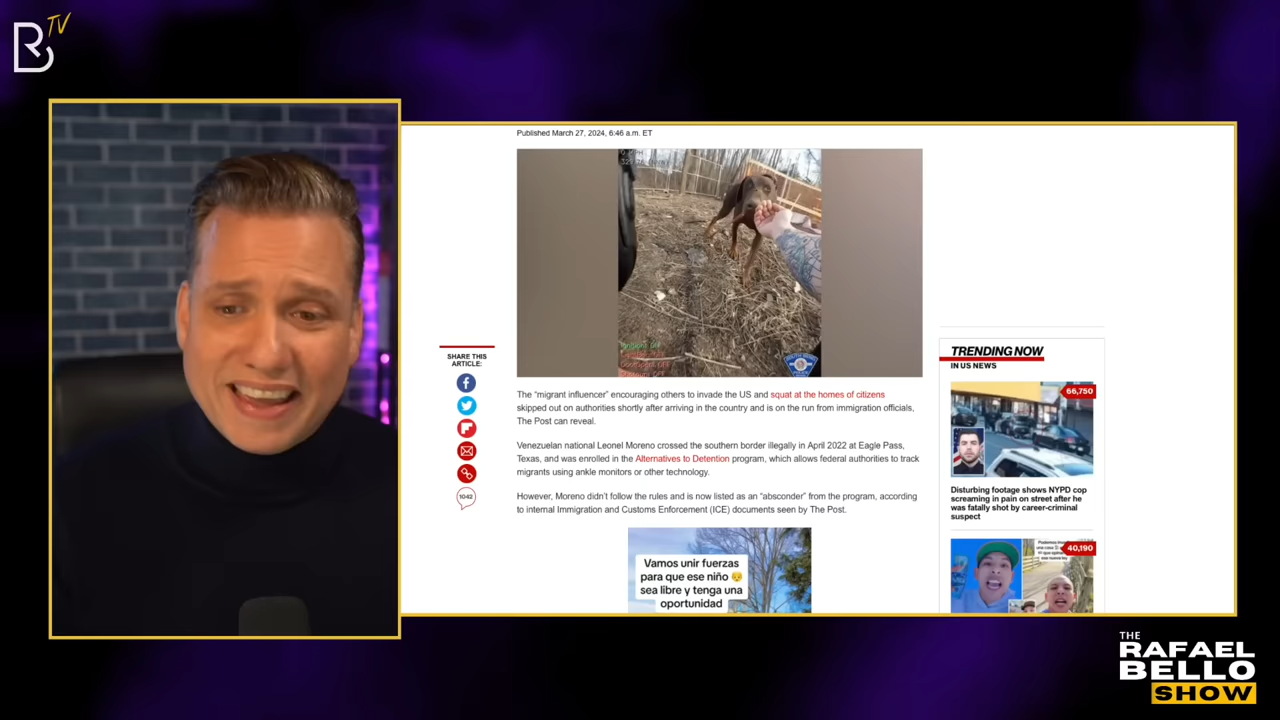 R TV
Published March 27, 2024, 6:46 a.m. ET
SHARE THIS
ARTICLE:
1042
The “migrant influencer” encouraging others to invade the US and squat at the homes of citizens
skipped out on authorities shortly after arriving in the country and is on the run from immigration officials,
The Post can reveal.
Venezuelan national Leonel Moreno crossed the southern border illegally in April 2022 at Eagle Pass,
Texas, and was enrolled in the Alternatives to Detention program, which allows federal authorities to track
migrants using ankle monitors or other technology.
However, Moreno didn’t follow the rules and is now listed as an “absconder” from the program, according
to internal Immigration and Customs Enforcement (ICE) documents seen by The Post.
Vamos unir fuerzas
para que ese niño 😔
sea libre y tenga una
oportunidad
TRENDING NOW
IN US NEWS
66,750
Disturbing footage shows NYPD cop
screaming in pain on street after he
was fatally shot by career-criminal
suspect
40,190
THE
RAFAEL
BELLO
SHOW